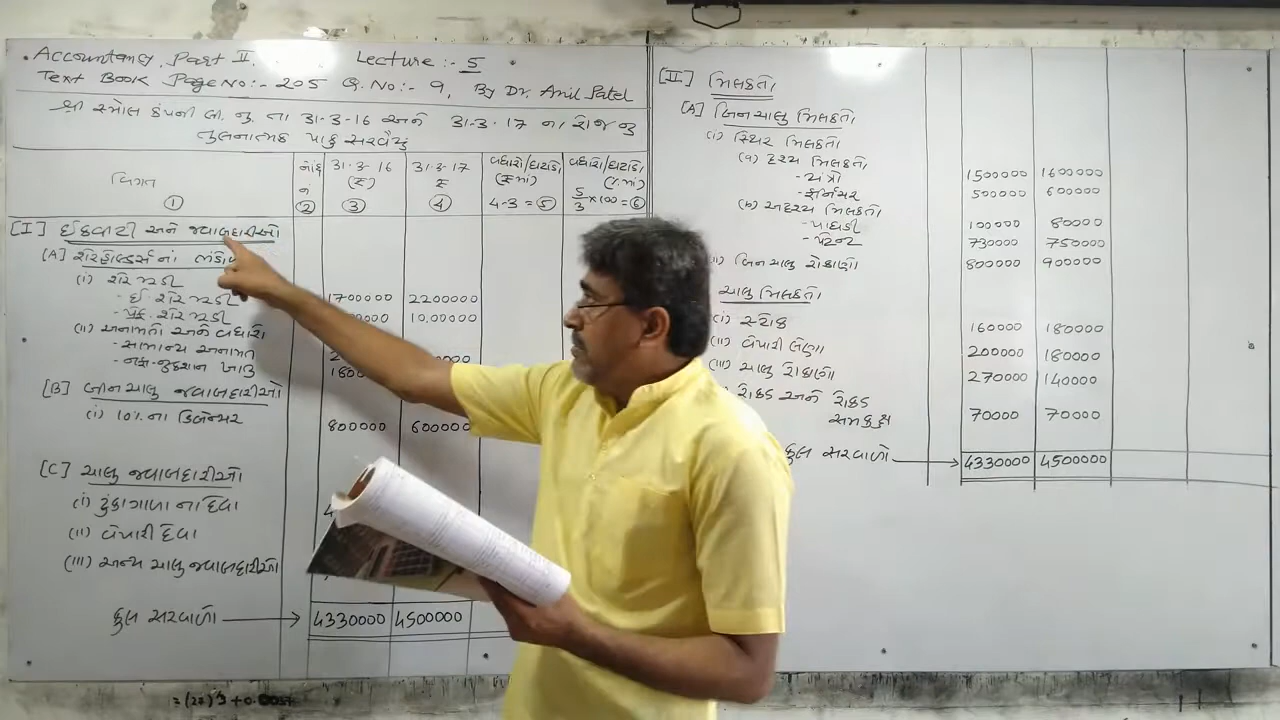 Accountancy Part II. Lecture :- 5
Text Book Page No:- 205 Q. No:- 9, By Dr. Anil Patel
શ્રી સ્મોલ કંપની લી. નું તા 31-3-16 અને 31-3-17 ના રોજ નું
તુલનાત્મક પાકું સરવૈયું
વિગત ① નોંધ નં ② 31-3-16 (₹) ③ 31-3-17 ₹ ④ વધારો/ઘટાડો (₹માં) 4-3 = ⑤ વધારો/ઘટાડો (%માં) 5/3 × 100 = ⑥
[I] ઈક્વિટી અને જવાબદારીઓ
[A] શેરહોલ્ડર્સનાં ભંડોળ
(i) શેર મૂડી
- ઈ. શેર મૂડી 1700000 2200000
- પ્રેફ. શેર મૂડી 10,00000
(ii) અનામતો અને વધારો
- સામાન્ય અનામત
- નફા-નુકશાન ખાતું 180
[B] બીન ચાલુ જવાબદારીઓ
(i) 10% ના ડિબેન્ચર 800000 600000
[C] ચાલુ જવાબદારીઓ
(i) ટુંકાગાળા ના દેવા
(ii) વેપારી દેવા
(iii) અન્ય ચાલુ જવાબદારીઓ
કુલ સરવાળો → 4330000 4500000
[II] મિલકતો
[A] બિનચાલુ મિલકતો
(i) સ્થિર મિલકતો
(a) દૃશ્ય મિલકતો
- યંત્રો 1500000 1600000
- ફર્નિચર 500000 600000
(b) અદૃશ્ય મિલકતો
- પાઘડી 100000 80000
- પેટન્ટ 730000 750000
બિનચાલુ રોકાણો 800000 900000
ચાલુ મિલકતો
(i) સ્ટોક 160000 180000
(ii) વેપારી લેણા 200000 180000
(iii) ચાલુ રોકાણો 270000 140000
રોકડ અને રોકડ
સમકક્ષ 70000 70000
કુલ સરવાળો → 4330000 4500000